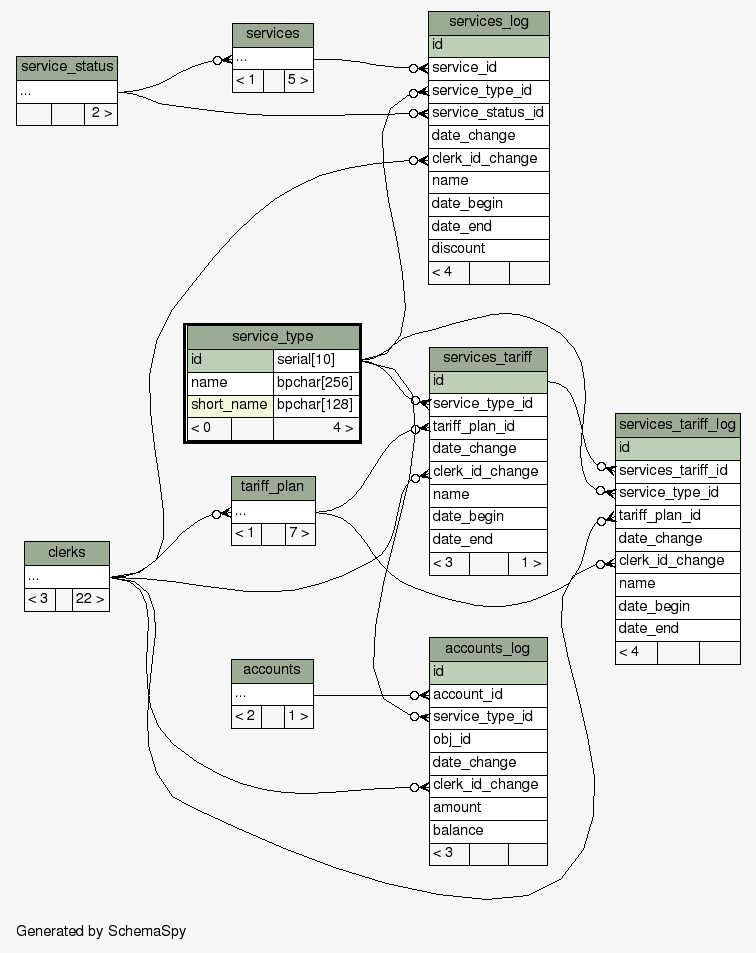 services_log
id
service_id
service_type_id
service_status_id
date_change
clerk_id_change
name
date_begin
date_end
discount
< 4
services
...
< 1 5 >
service_status
...
2 >
service_type
id serial[10]
name bpchar[256]
short_name bpchar[128]
< 0 4 >
services_tariff
id
service_type_id
tariff_plan_id
date_change
clerk_id_change
name
date_begin
date_end
< 3 1 >
services_tariff_log
id
services_tariff_id
service_type_id
tariff_plan_id
date_change
clerk_id_change
name
date_begin
date_end
< 4
tariff_plan
...
< 1 7 >
clerks
...
< 3 22 >
accounts
...
< 2 1 >
accounts_log
id
account_id
service_type_id
obj_id
date_change
clerk_id_change
amount
balance
< 3
Generated by SchemaSpy